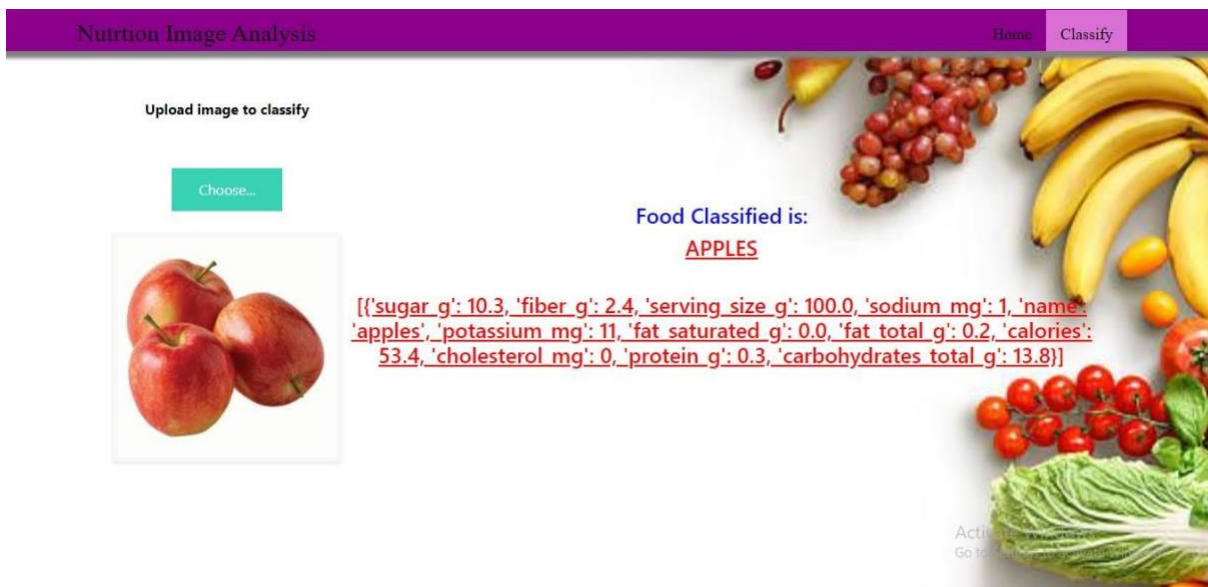 Nutrtion Image Analysis
Home
Classify
Upload image to classify
Choose...
Food Classified is:
APPLES
[{'sugar_g': 10.3, 'fiber_g': 2.4, 'serving_size_g': 100.0, 'sodium_mg': 1, 'name':
'apples', 'potassium_mg': 11, 'fat_saturated_g': 0.0, 'fat_total_g': 0.2, 'calories':
53.4, 'cholesterol_mg': 0, 'protein_g': 0.3, 'carbohydrates_total_g': 13.8}]
Go to